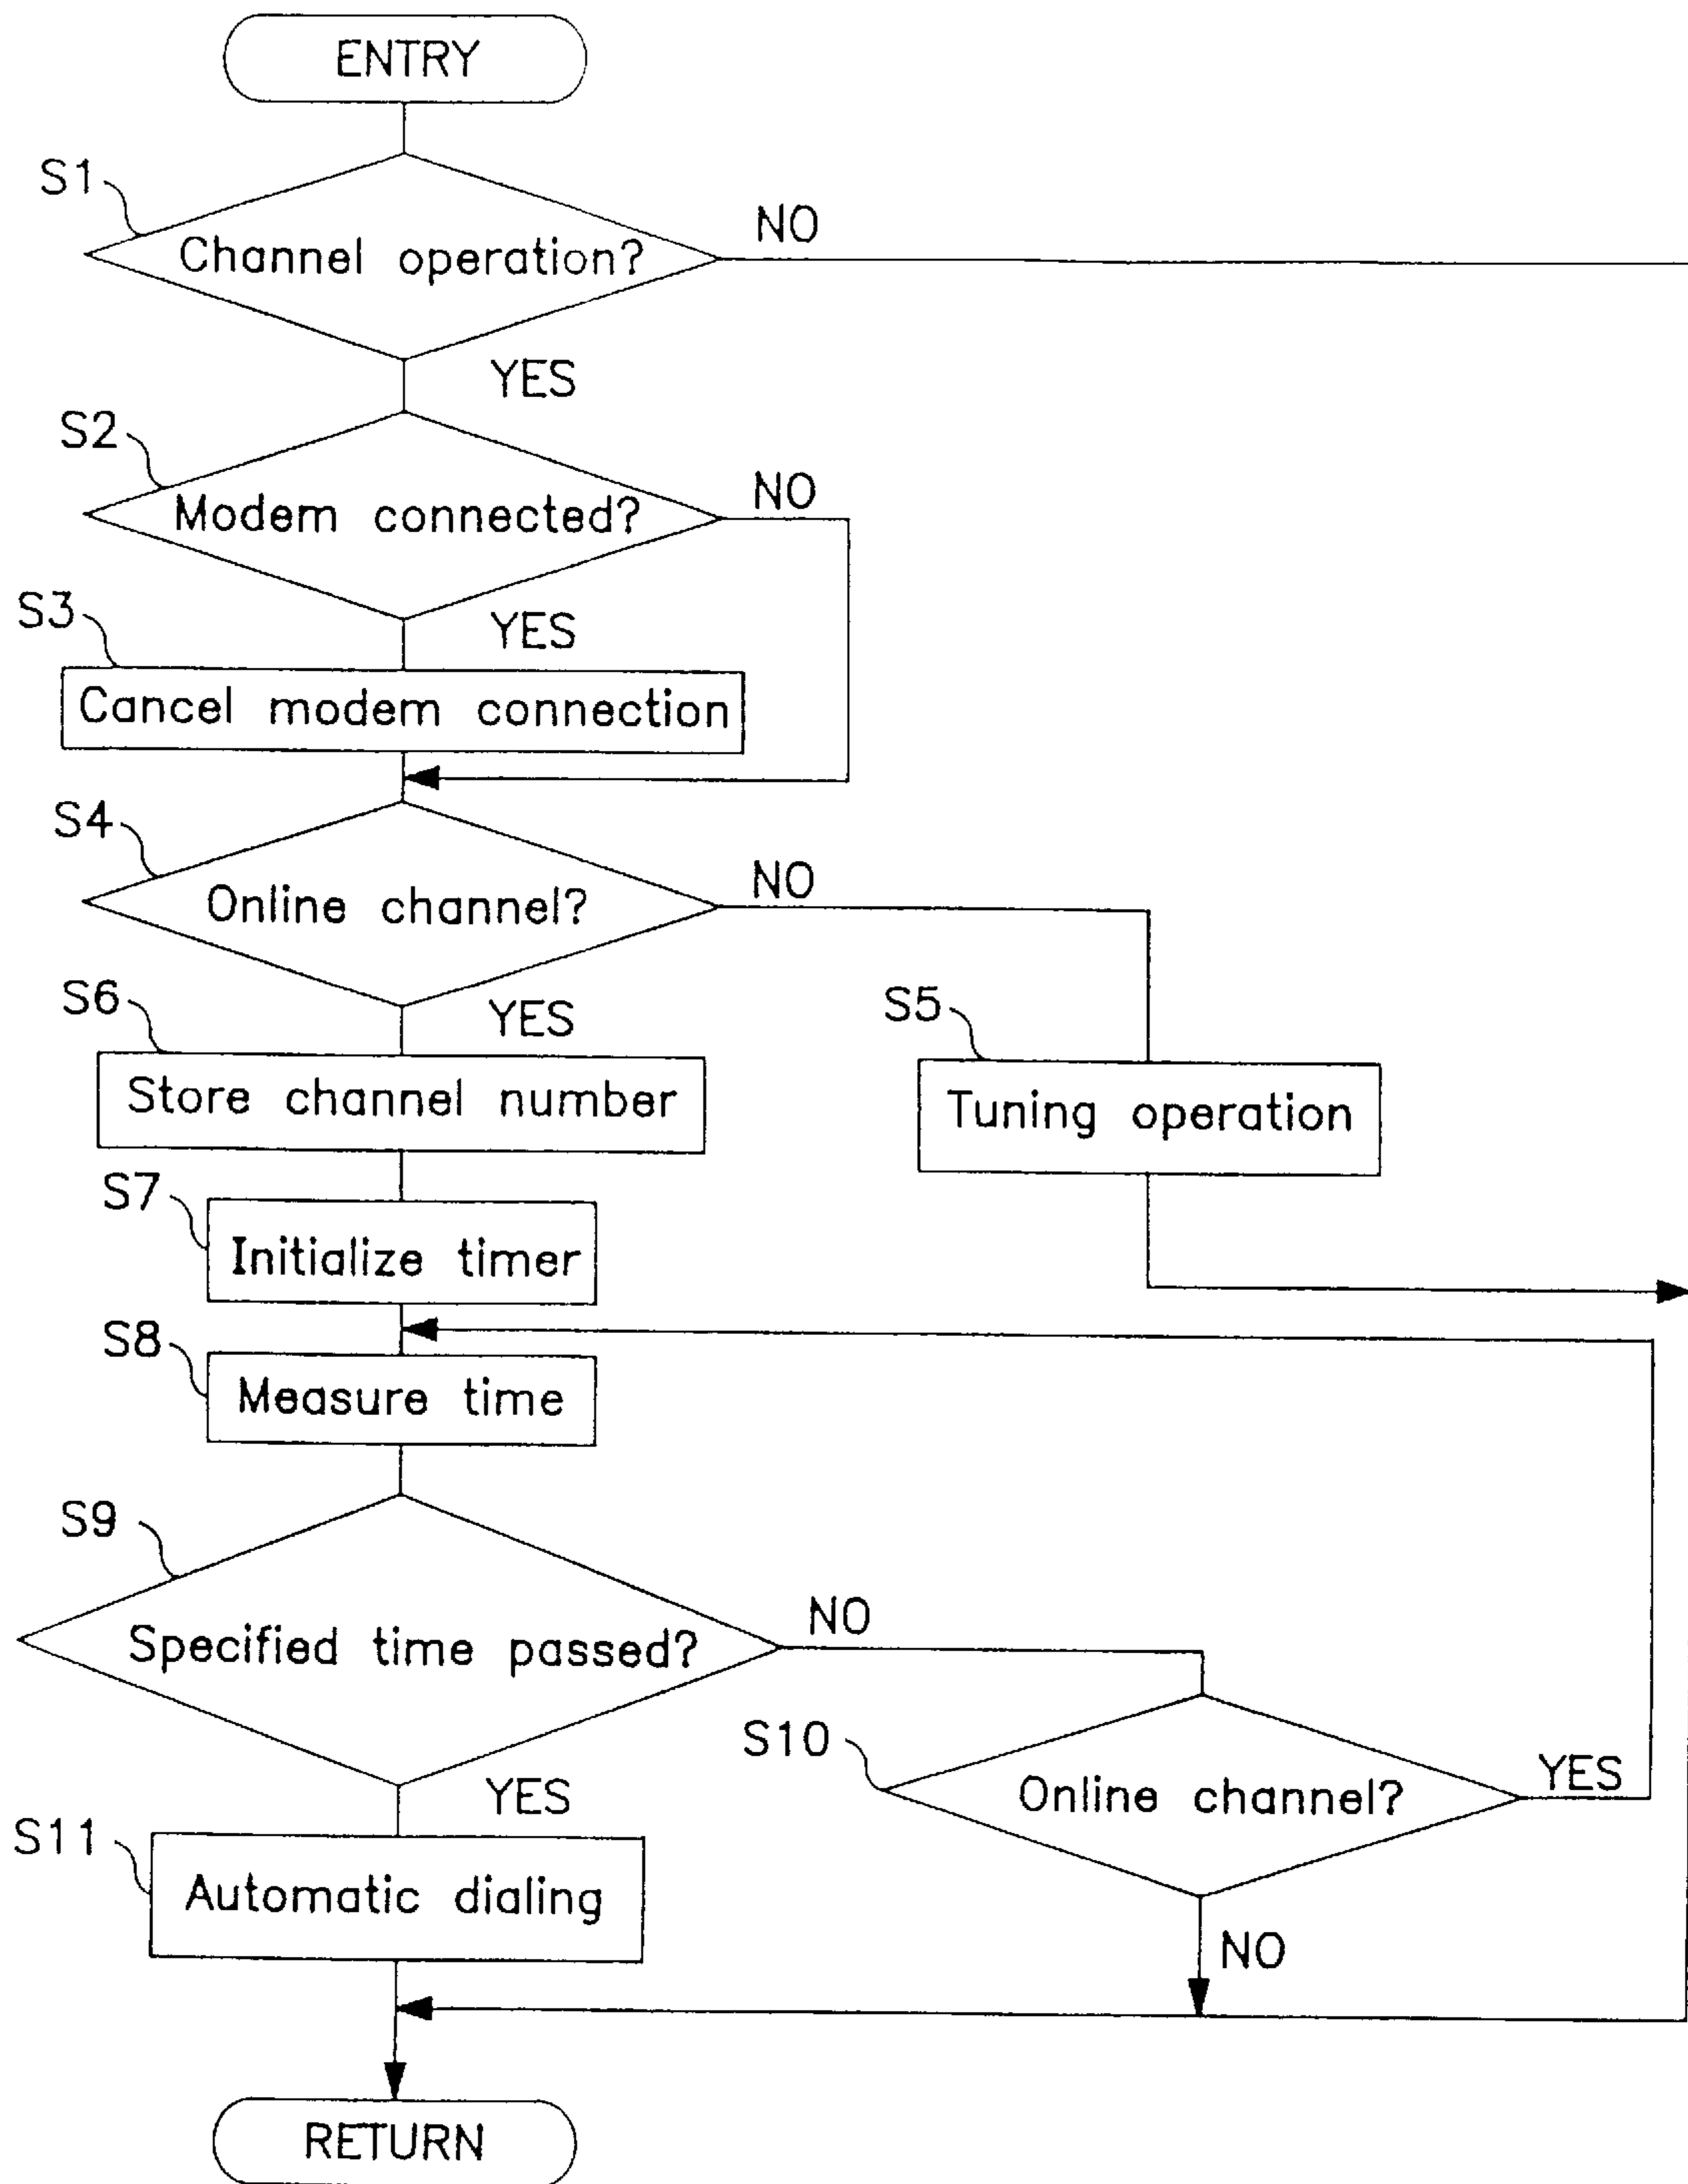 ENTRY
S1
Channel operation?
NO
YES
S2
Modem connected?
NO
YES
S3
Cancel modem connection
S4
Online channel?
NO
YES
S5
Tuning operation
S6
Store channel number
S7
Initialize timer
S8
Measure time
S9
Specified time passed?
NO
YES
S10
Online channel?
YES
NO
S11
Automatic dialing
RETURN